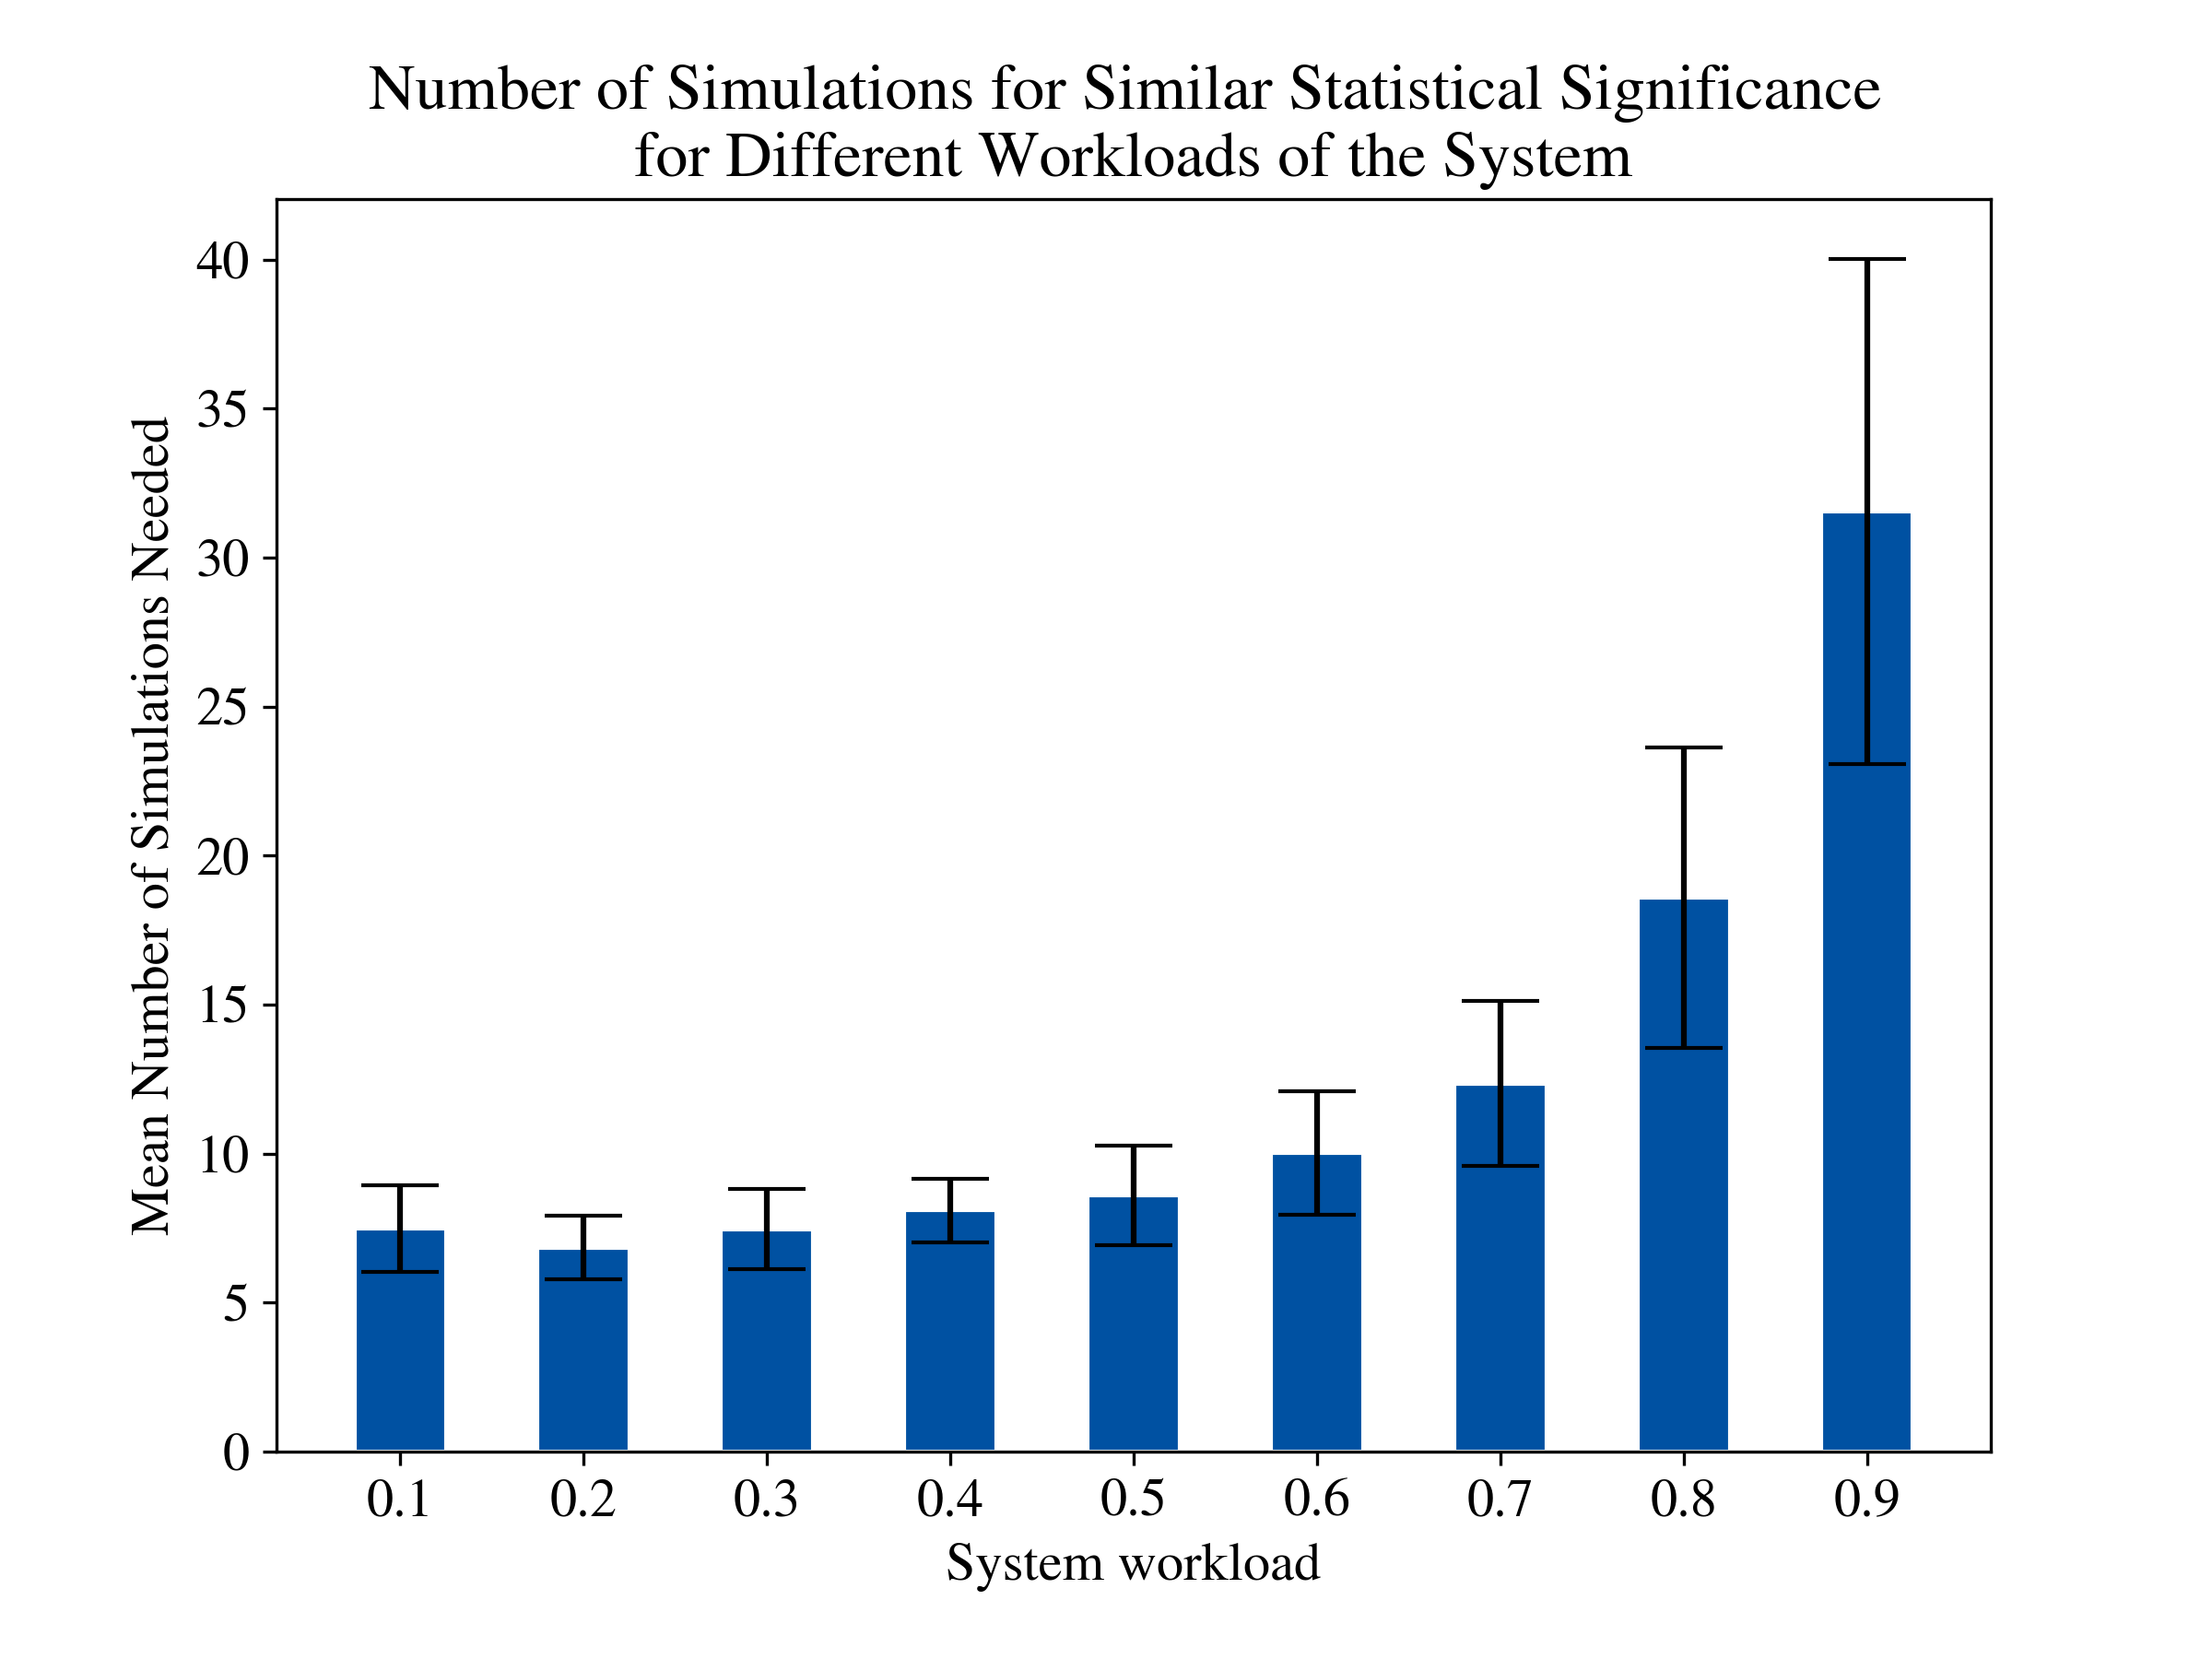 Number of Simulations for Similar Statistical Significance
for Different Workloads of the System
Mean Number of Simulations Needed
40
35
30
25
20
15
10
5
0
0.1 0.2 0.3 0.4 0.5 0.6 0.7 0.8 0.9
System workload